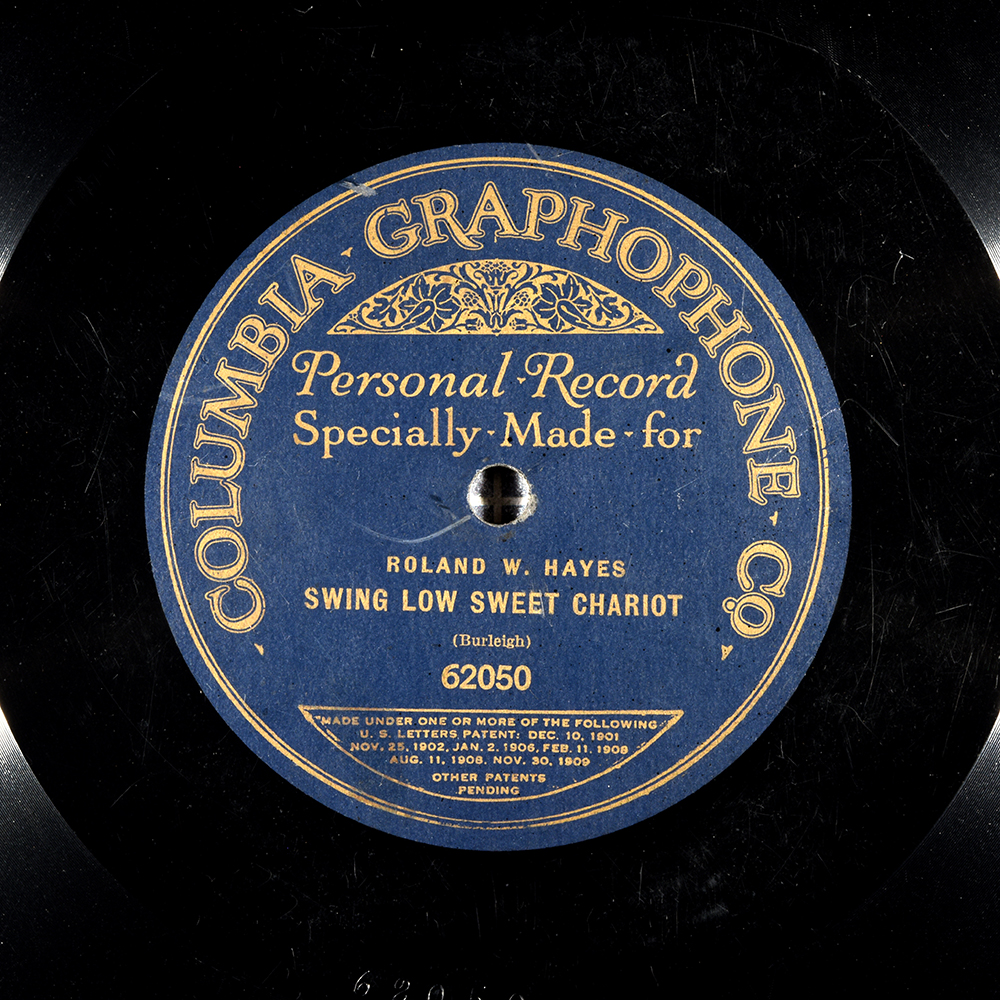 COLUMBIA · GRAPHOPHONE · CO.
Personal · Record
Specially · Made · for
ROLAND W. HAYES
SWING LOW SWEET CHARIOT
(Burleigh)
62050
MADE UNDER ONE OR MORE OF THE FOLLOWING
U. S. LETTERS PATENT: DEC. 10, 1901
NOV. 25, 1902, JAN. 2, 1906, FEB. 11, 1908
AUG. 11, 1908, NOV. 30, 1909
OTHER PATENTS
PENDING